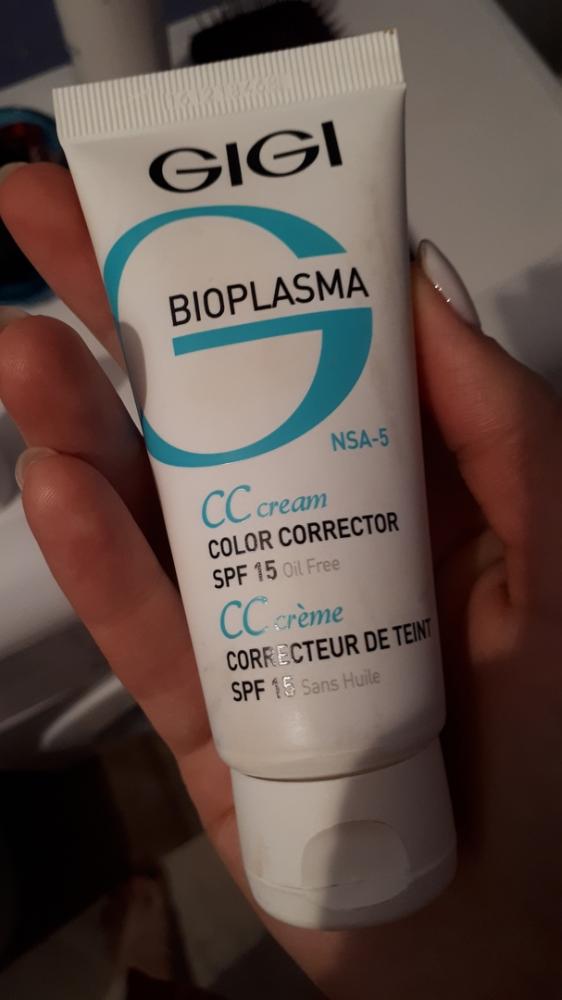 GIGI
BIOPLASMA
NSA-5
CC cream
COLOR CORRECTOR
SPF 15 Oil Free
CC crème
CORRECTEUR DE TEINT
SPF 15 Sans Huile